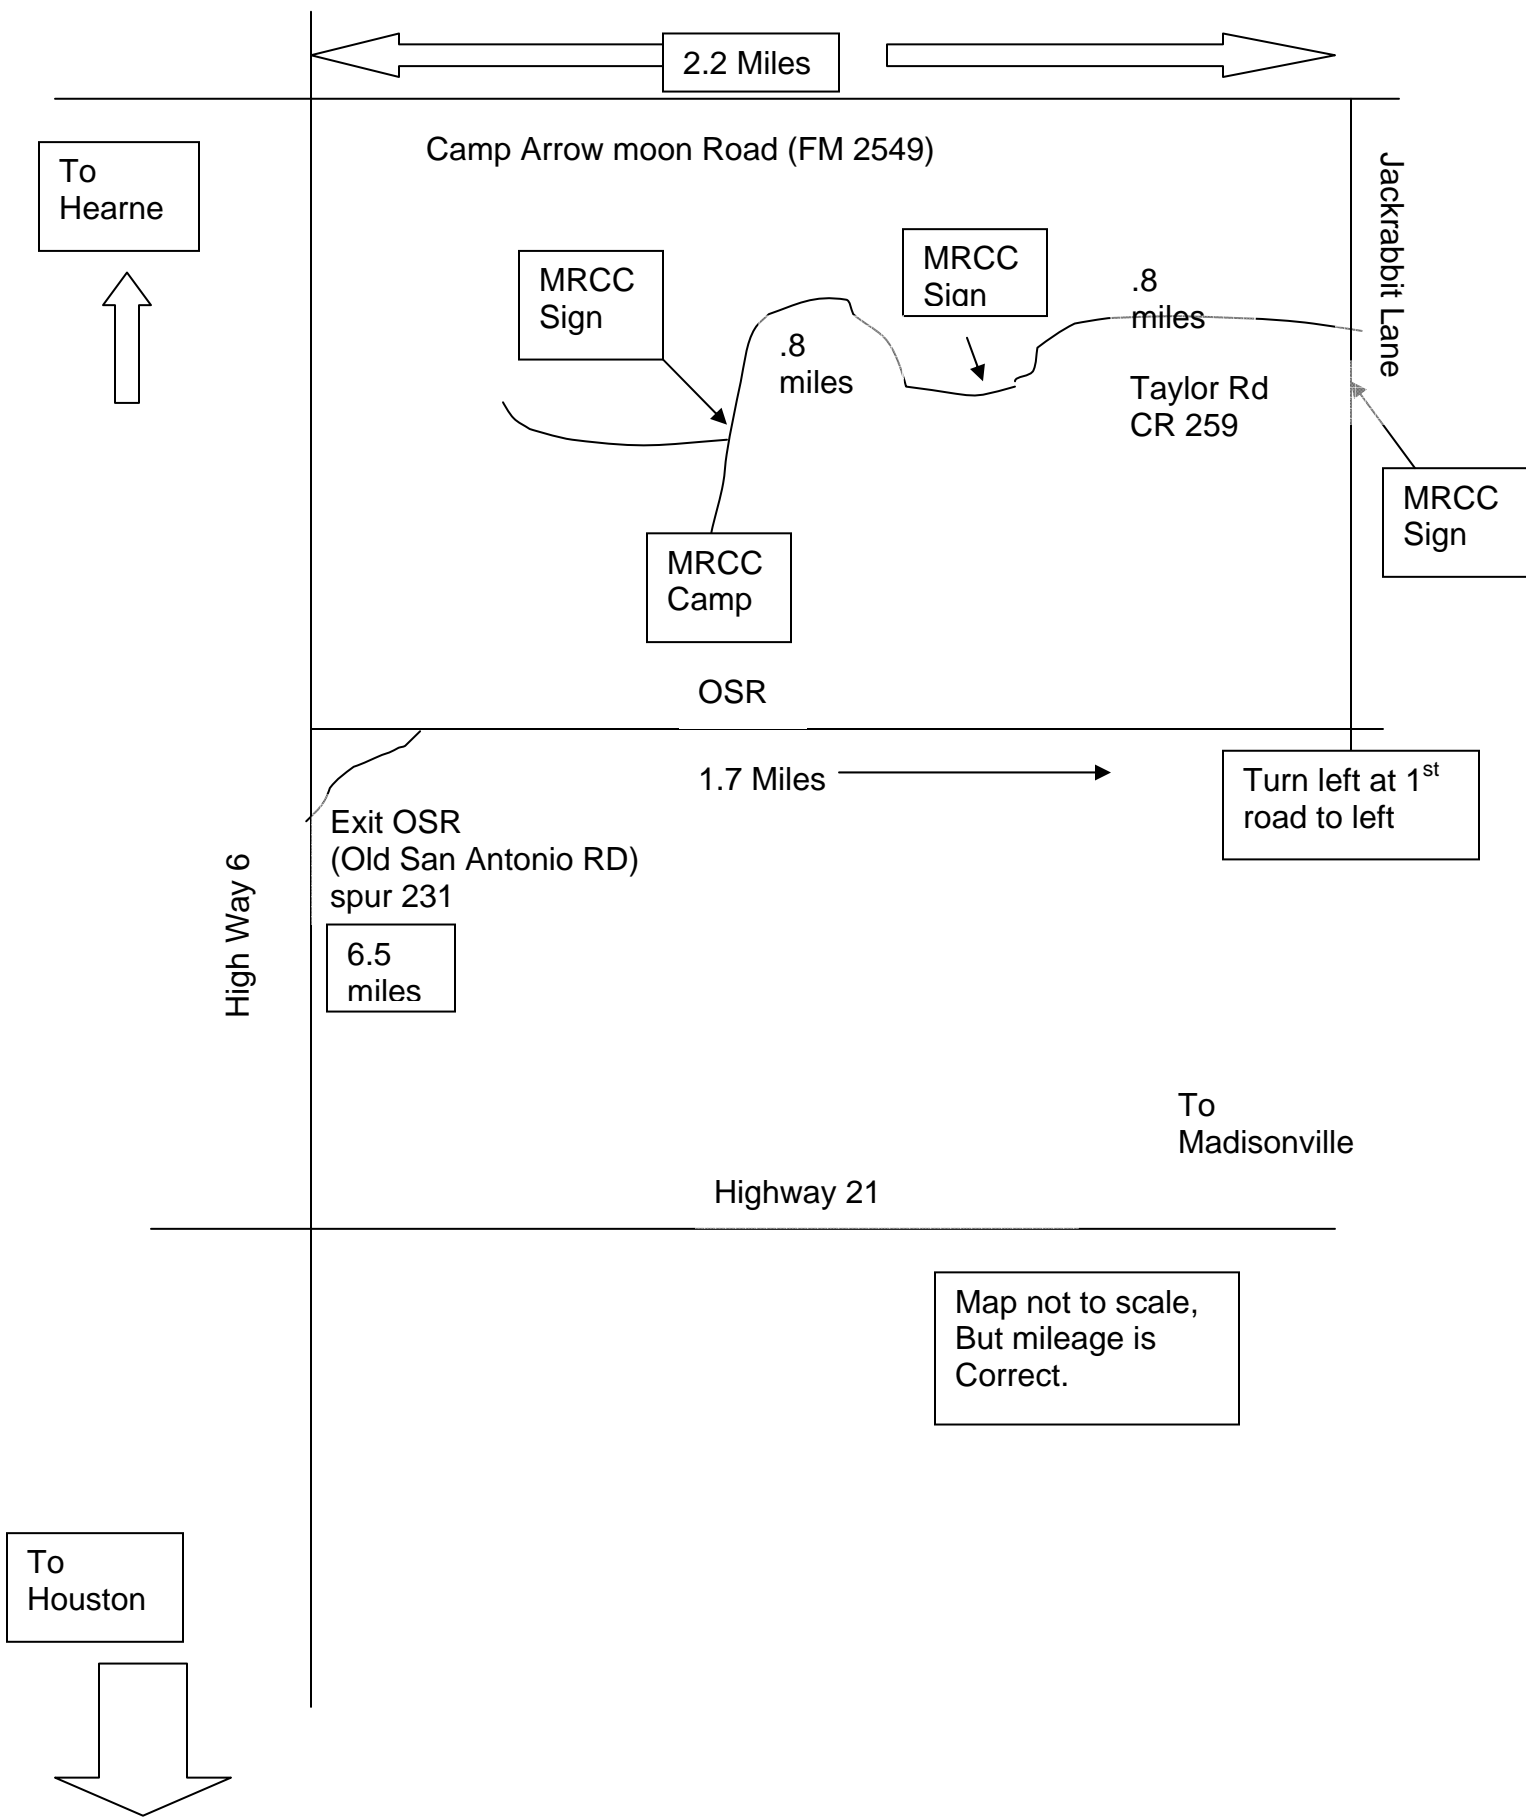 2.2 Miles
Camp Arrow moon Road (FM 2549)
To
Hearne
Jackrabbit Lane
MRCC
Sign
MRCC
Sign
.8
miles
.8
miles
Taylor Rd
CR 259
MRCC
Sign
MRCC
Camp
OSR
1.7 Miles
Turn left at 1st
road to left
Exit OSR
(Old San Antonio RD)
spur 231
High Way 6
6.5
miles
To
Madisonville
Highway 21
Map not to scale,
But mileage is
Correct.
To
Houston